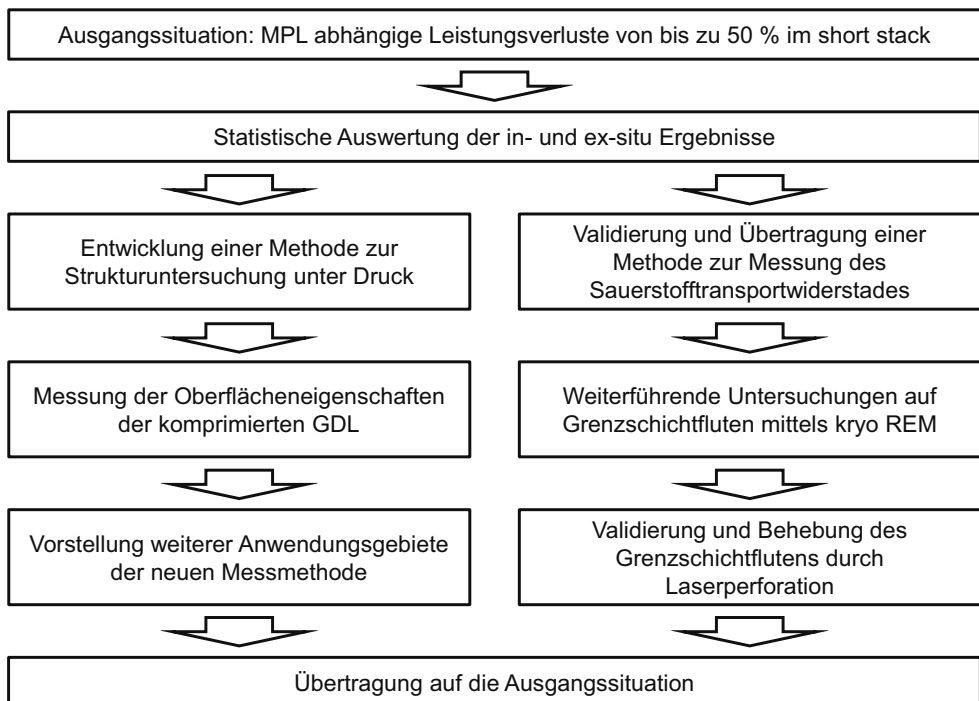 Ausgangssituation: MPL abhängige Leistungsverluste von bis zu 50 % im short stack
Statistische Auswertung der in- und ex-situ Ergebnisse
Entwicklung einer Methode zur
Strukturuntersuchung unter Druck
Validierung und Übertragung einer
Methode zur Messung des
Sauerstofftransportwiderstades
Messung der Oberflächeneigenschaften
der komprimierten GDL
Weiterführende Untersuchungen auf
Grenzschichtfluten mittels kryo REM
Vorstellung weiterer Anwendungsgebiete
der neuen Messmethode
Validierung und Behebung des
Grenzschichtflutens durch
Laserperforation
Übertragung auf die Ausgangssituation